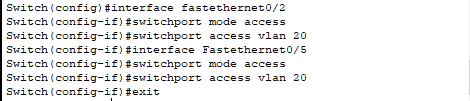 Switch(config)#interface fastethernet0/2
Switch(config-if)#switchport mode access
Switch(config-if)#switchport access vlan 20
Switch(config-if)#interface Fastethernet0/5
Switch(config-if)#switchport mode access
Switch(config-if)#switchport access vlan 20
Switch(config-if)#exit